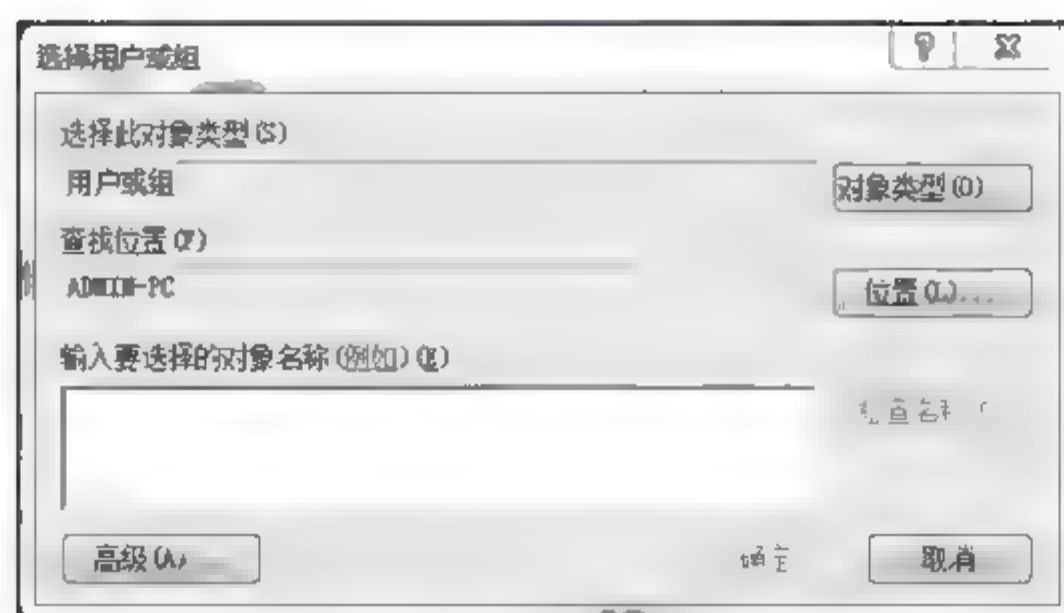 选择用户或组
选择此对象类型(S)
用户或组
对象类型(O)
查找位置(F)
ADMIN-PC
位置(L)...
输入要选择的对象名称(例如)(E)
高级(A)
取消